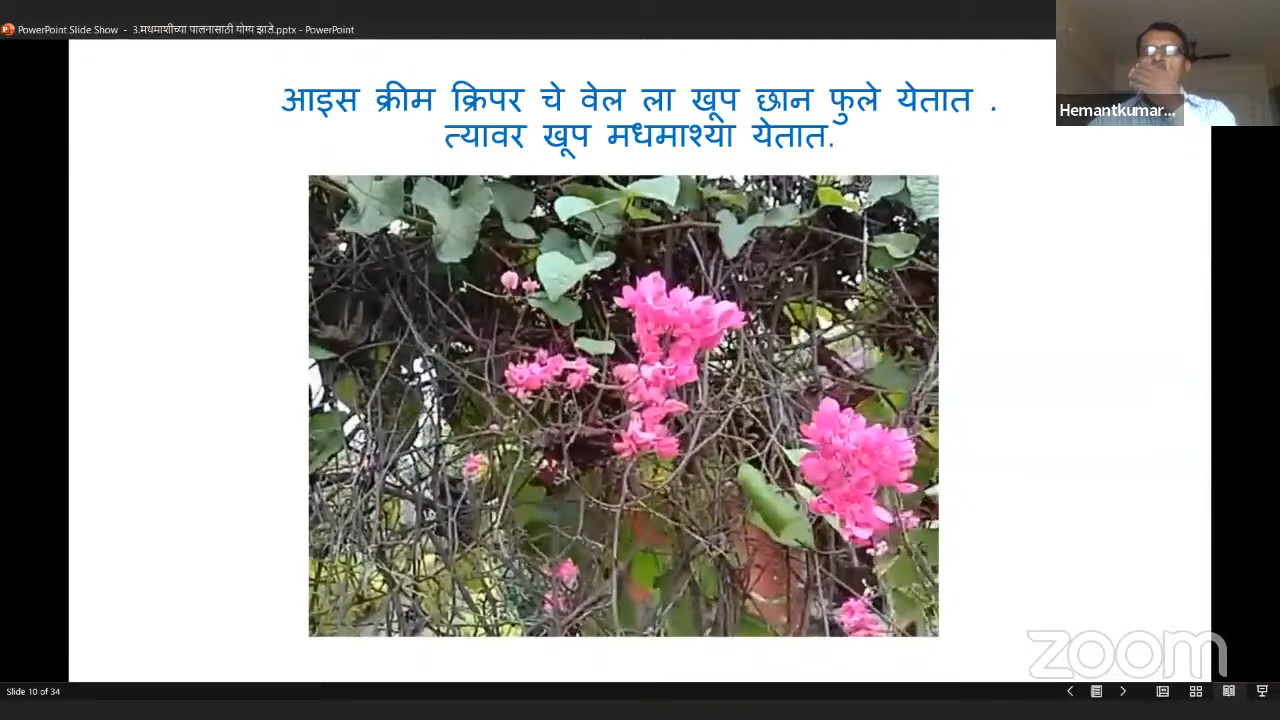 PowerPoint Slide Show - 3.मधमाशीच्या पालनासाठी योग्य झाडे.pptx - PowerPoint
Hemantkumar...
आइस क्रीम क्रिपर चे वेल ला खूप छान फुले येतात .
त्यावर खूप मधमाश्या येतात.
zoom
Slide 10 of 34